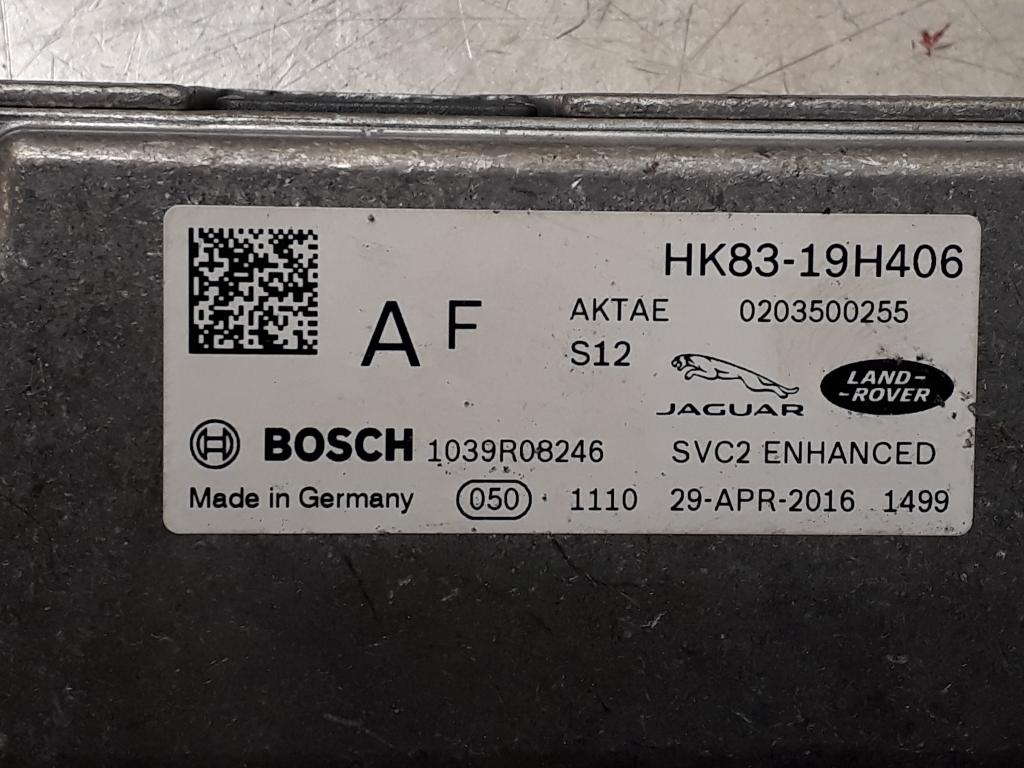 HK83-19H406
AKTAE 0203500255
A F
S12
JAGUAR
LAND-
-ROVER
BOSCH 1039R08246 SVC2 ENHANCED
Made in Germany 050 1110 29-APR-2016 1499